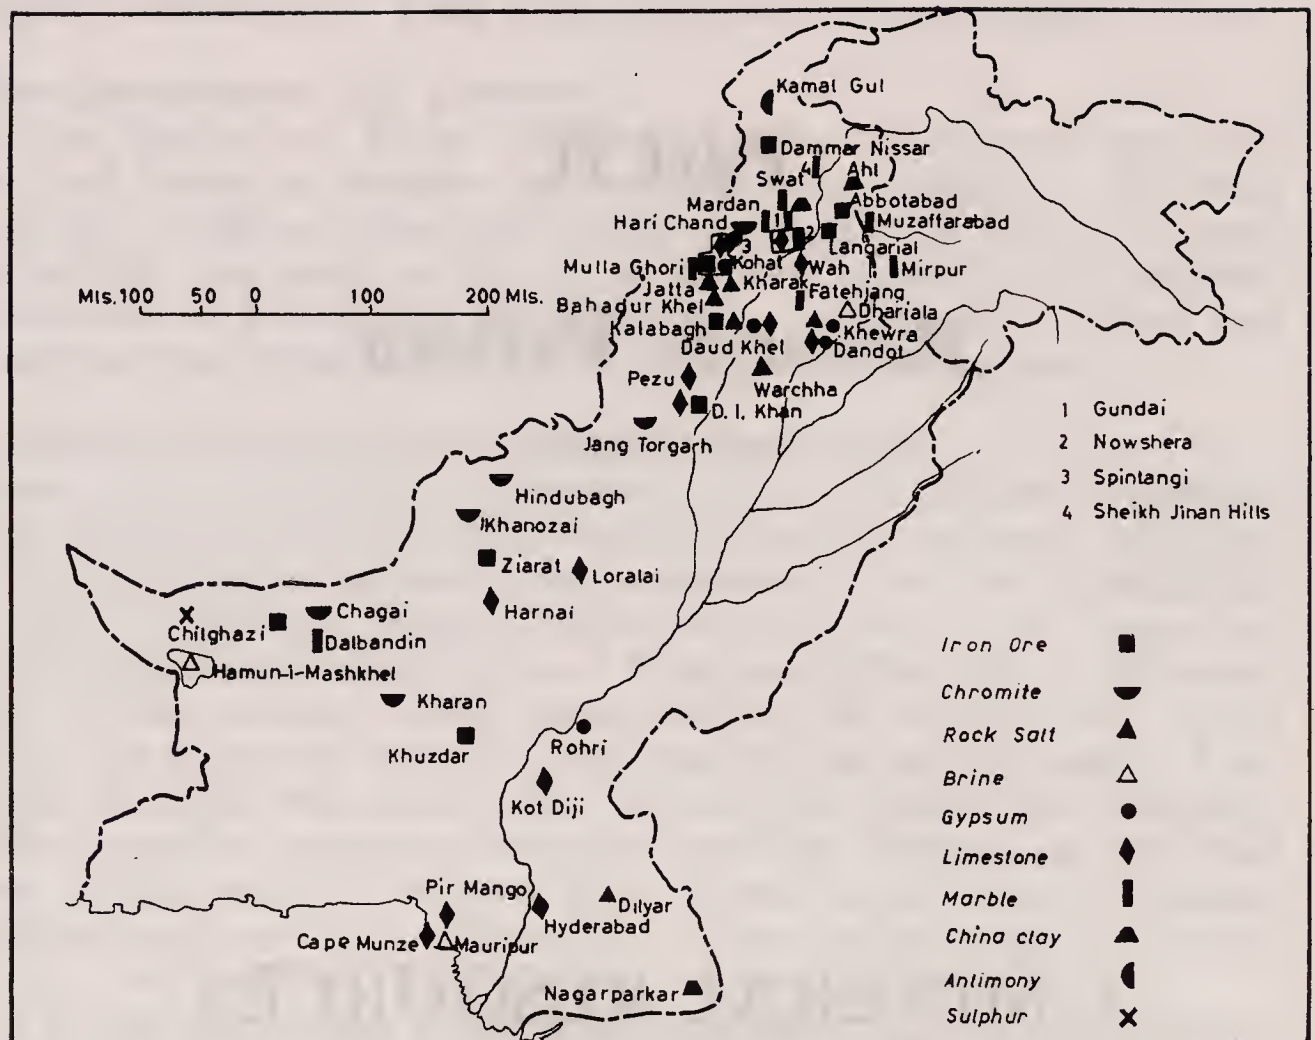 Kamal Gul
Dammar Nissar
4
Ahl
Swat
Mardan
Abbotabad
Hari Chand
1
Muzaffarabad
2
3
Langarial
Mulla Ghori
Kohat
Wah
Mirpur
Jatta
Kharak
Mls.100 50 0 100 200 Mls.
Bahadur Khel
Fatehjang
Dhariala
Kalabagh
Khewra
Daud Khel
Dandot
Pezu
Warchha
D. I. Khan
Jang Torgarh
1 Gundai
2 Nowshera
3 Spintangi
4 Sheikh Jinan Hills
Hindubagh
Khanozai
Ziarat
Loralai
Harnai
Chagai
Chilghazi
Dalbandin
Hamun-i-Mashkhel
Kharan
Khuzdar
Rohri
Kot Diji
Pir Mango
Dilyar
Hyderabad
Cape Munze
Mauripur
Nagarparkar
Iron Ore
Chromite
Rock Salt
Brine
Gypsum
Limestone
Marble
China clay
Antimony
Sulphur